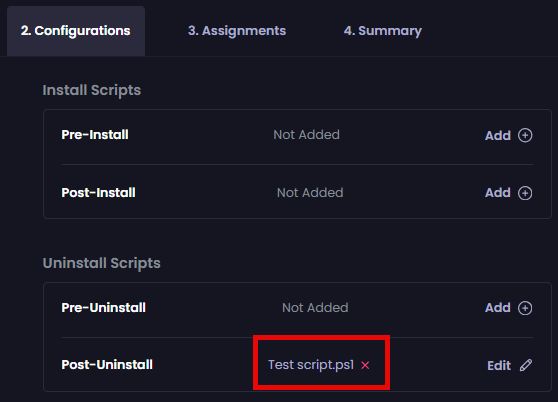 2. Configurations 3. Assignments 4. Summary
Install Scripts
Pre-Install Not Added Add
Post-Install Not Added Add
Uninstall Scripts
Pre-Uninstall Not Added Add
Post-Uninstall Test script.ps1 × Edit